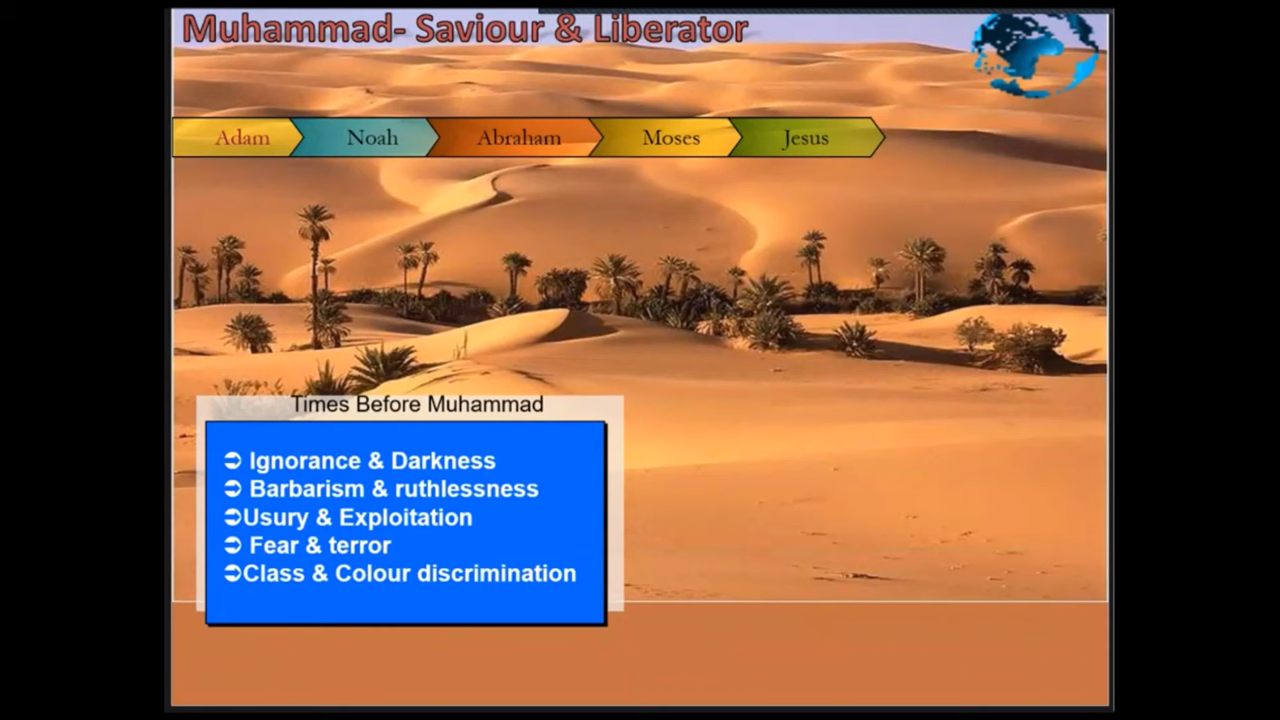 Muhammad- Saviour & Liberator
Adam Noah Abraham Moses Jesus
Times Before Muhammad
➲ Ignorance & Darkness
➲ Barbarism & ruthlessness
➲Usury & Exploitation
➲ Fear & terror
➲Class & Colour discrimination